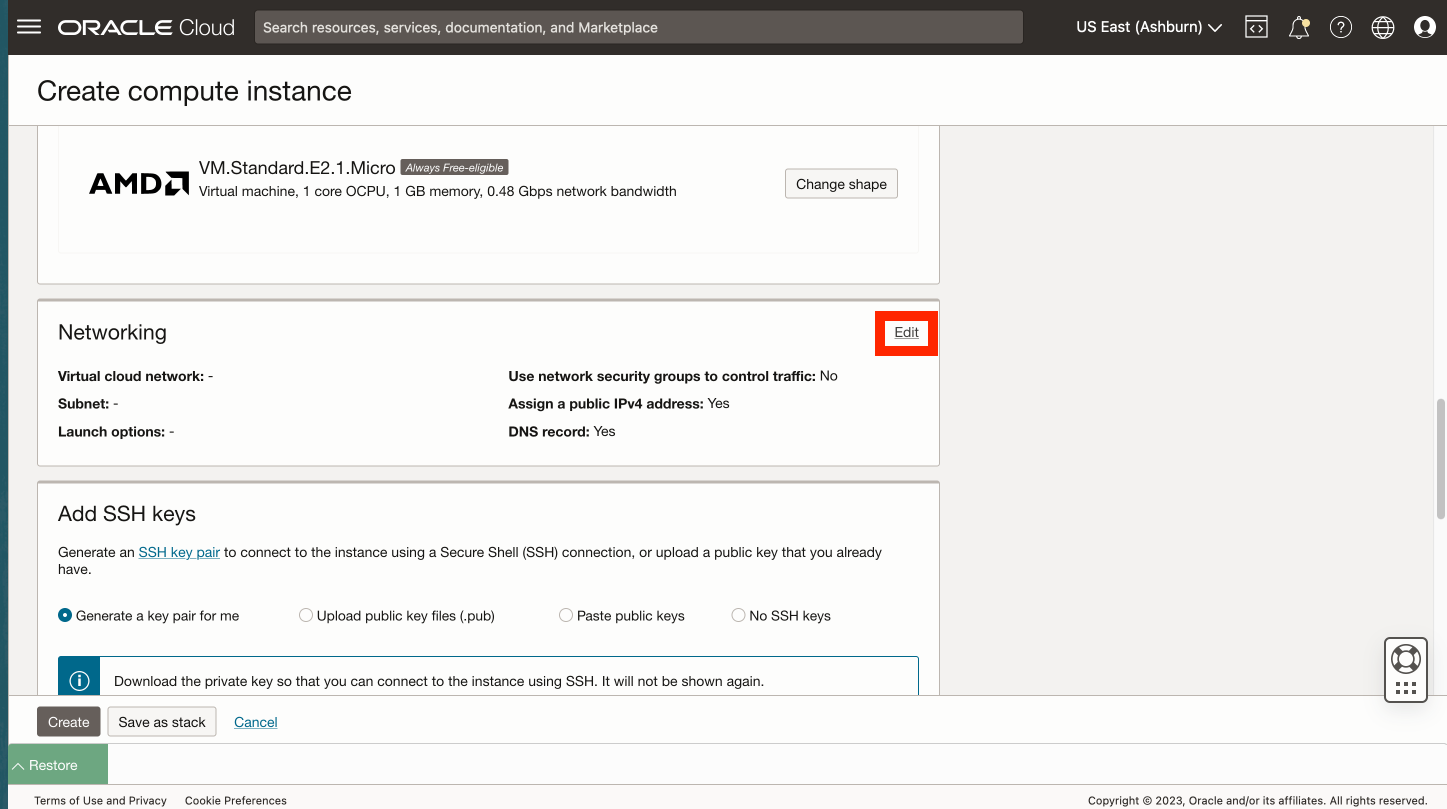 ORACLE Cloud
Search resources, services, documentation, and Marketplace
US East (Ashburn)
Create compute instance
AMD
VM.Standard.E2.1.Micro Always Free-eligible
Virtual machine, 1 core OCPU, 1 GB memory, 0.48 Gbps network bandwidth
Change shape
Networking
Edit
Virtual cloud network: -
Use network security groups to control traffic: No
Subnet: -
Assign a public IPv4 address: Yes
Launch options: -
DNS record: Yes
Add SSH keys
Generate an SSH key pair to connect to the instance using a Secure Shell (SSH) connection, or upload a public key that you already
have.
Generate a key pair for me
Upload public key files (.pub)
Paste public keys
No SSH keys
Download the private key so that you can connect to the instance using SSH. It will not be shown again.
Create
Save as stack
Cancel
Restore
Terms of Use and Privacy
Cookie Preferences
Copyright © 2023, Oracle and/or its affiliates. All rights reserved.